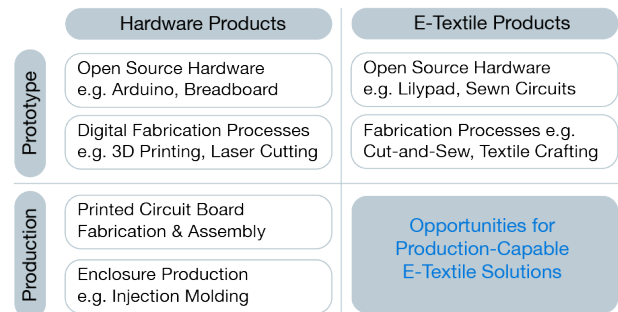 Hardware Products
E-Textile Products
Prototype
Open Source Hardware
e.g. Arduino, Breadboard
Open Source Hardware
e.g. Lilypad, Sewn Circuits
Digital Fabrication Processes
e.g. 3D Printing, Laser Cutting
Fabrication Processes e.g.
Cut-and-Sew, Textile Crafting
Production
Printed Circuit Board
Fabrication & Assembly
Enclosure Production
e.g. Injection Molding
Opportunities for
Production-Capable
E-Textile Solutions